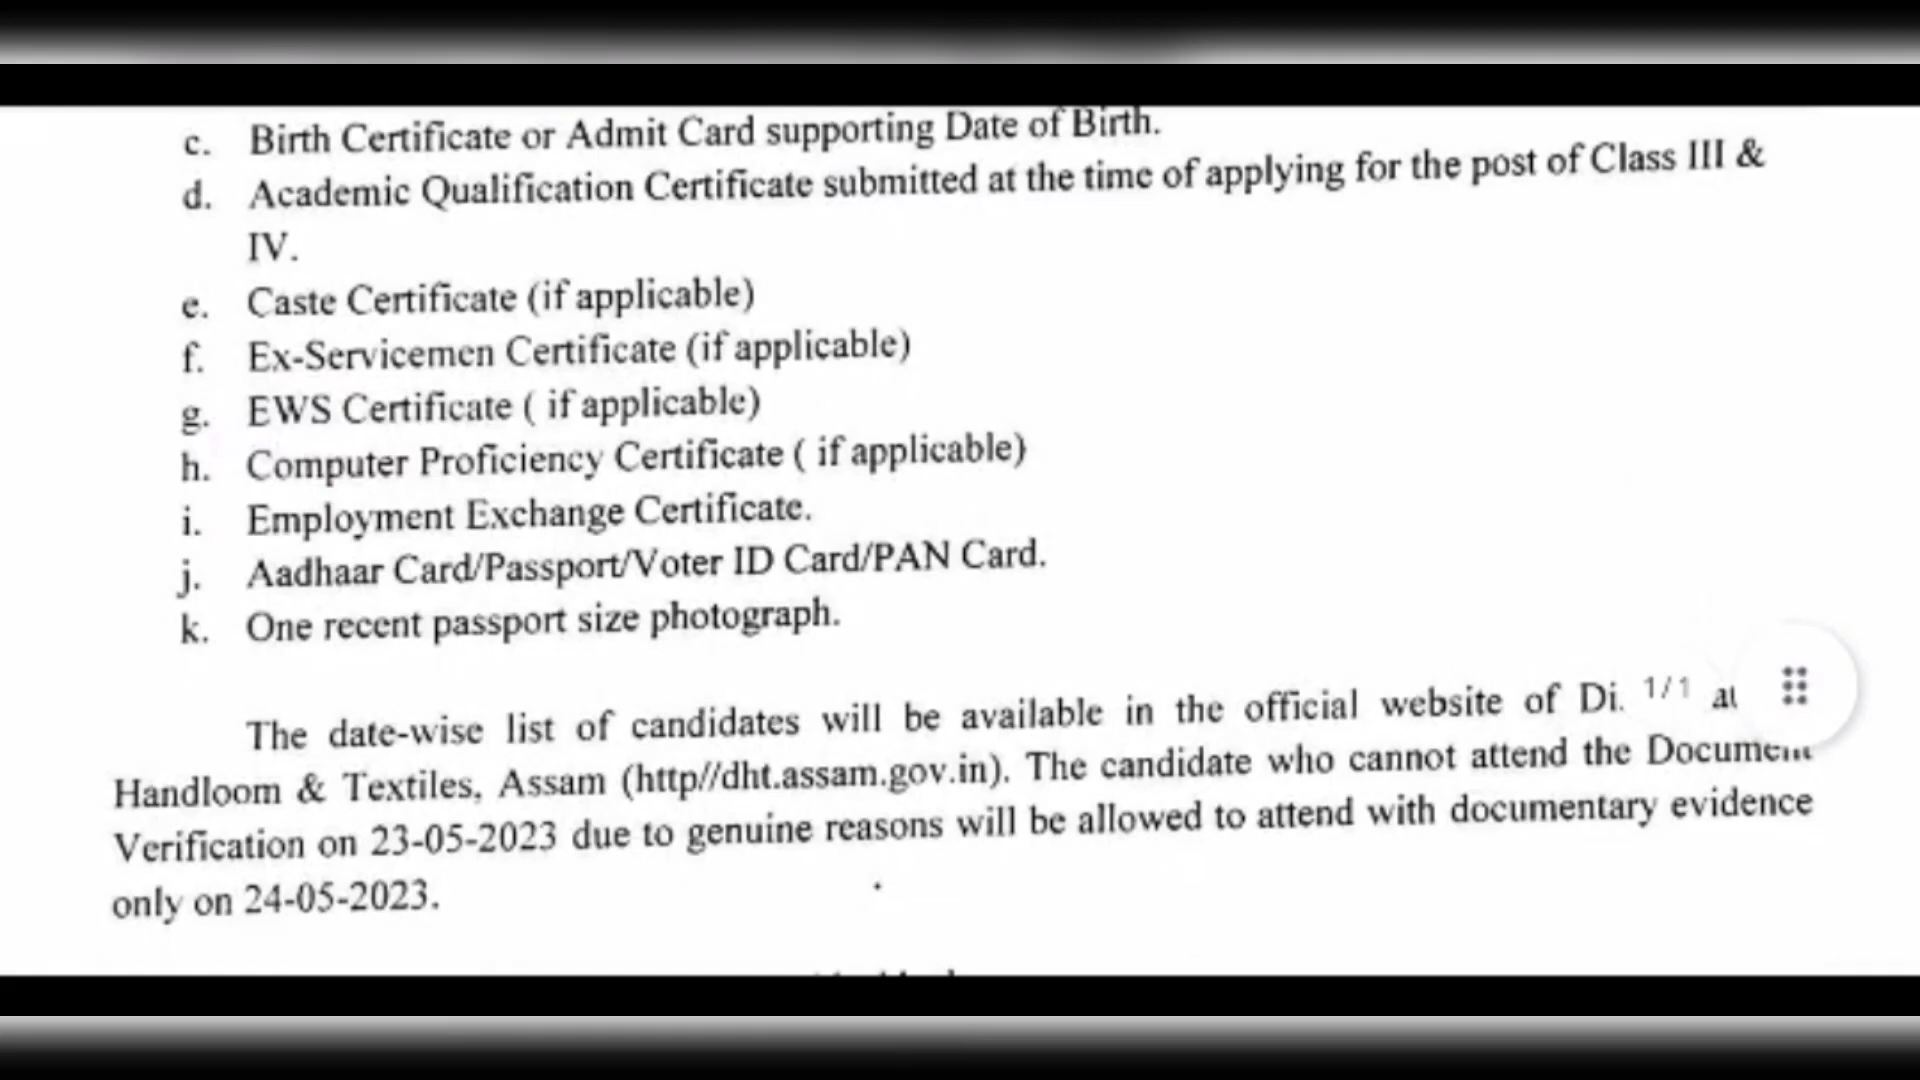 c. Birth Certificate or Admit Card supporting Date of Birth.
d. Academic Qualification Certificate submitted at the time of applying for the post of Class III &
IV.
e. Caste Certificate (if applicable)
f. Ex-Servicemen Certificate (if applicable)
g. EWS Certificate ( if applicable)
h. Computer Proficiency Certificate ( if applicable)
i. Employment Exchange Certificate.
j. Aadhaar Card/Passport/Voter ID Card/PAN Card.
k. One recent passport size photograph.
The date-wise list of candidates will be available in the official website of 1/1
Handloom & Textiles, Assam (http//dht.assam.gov.in). The candidate who cannot attend the Document
Verification on 23-05-2023 due to genuine reasons will be allowed to attend with documentary evidence
only on 24-05-2023.